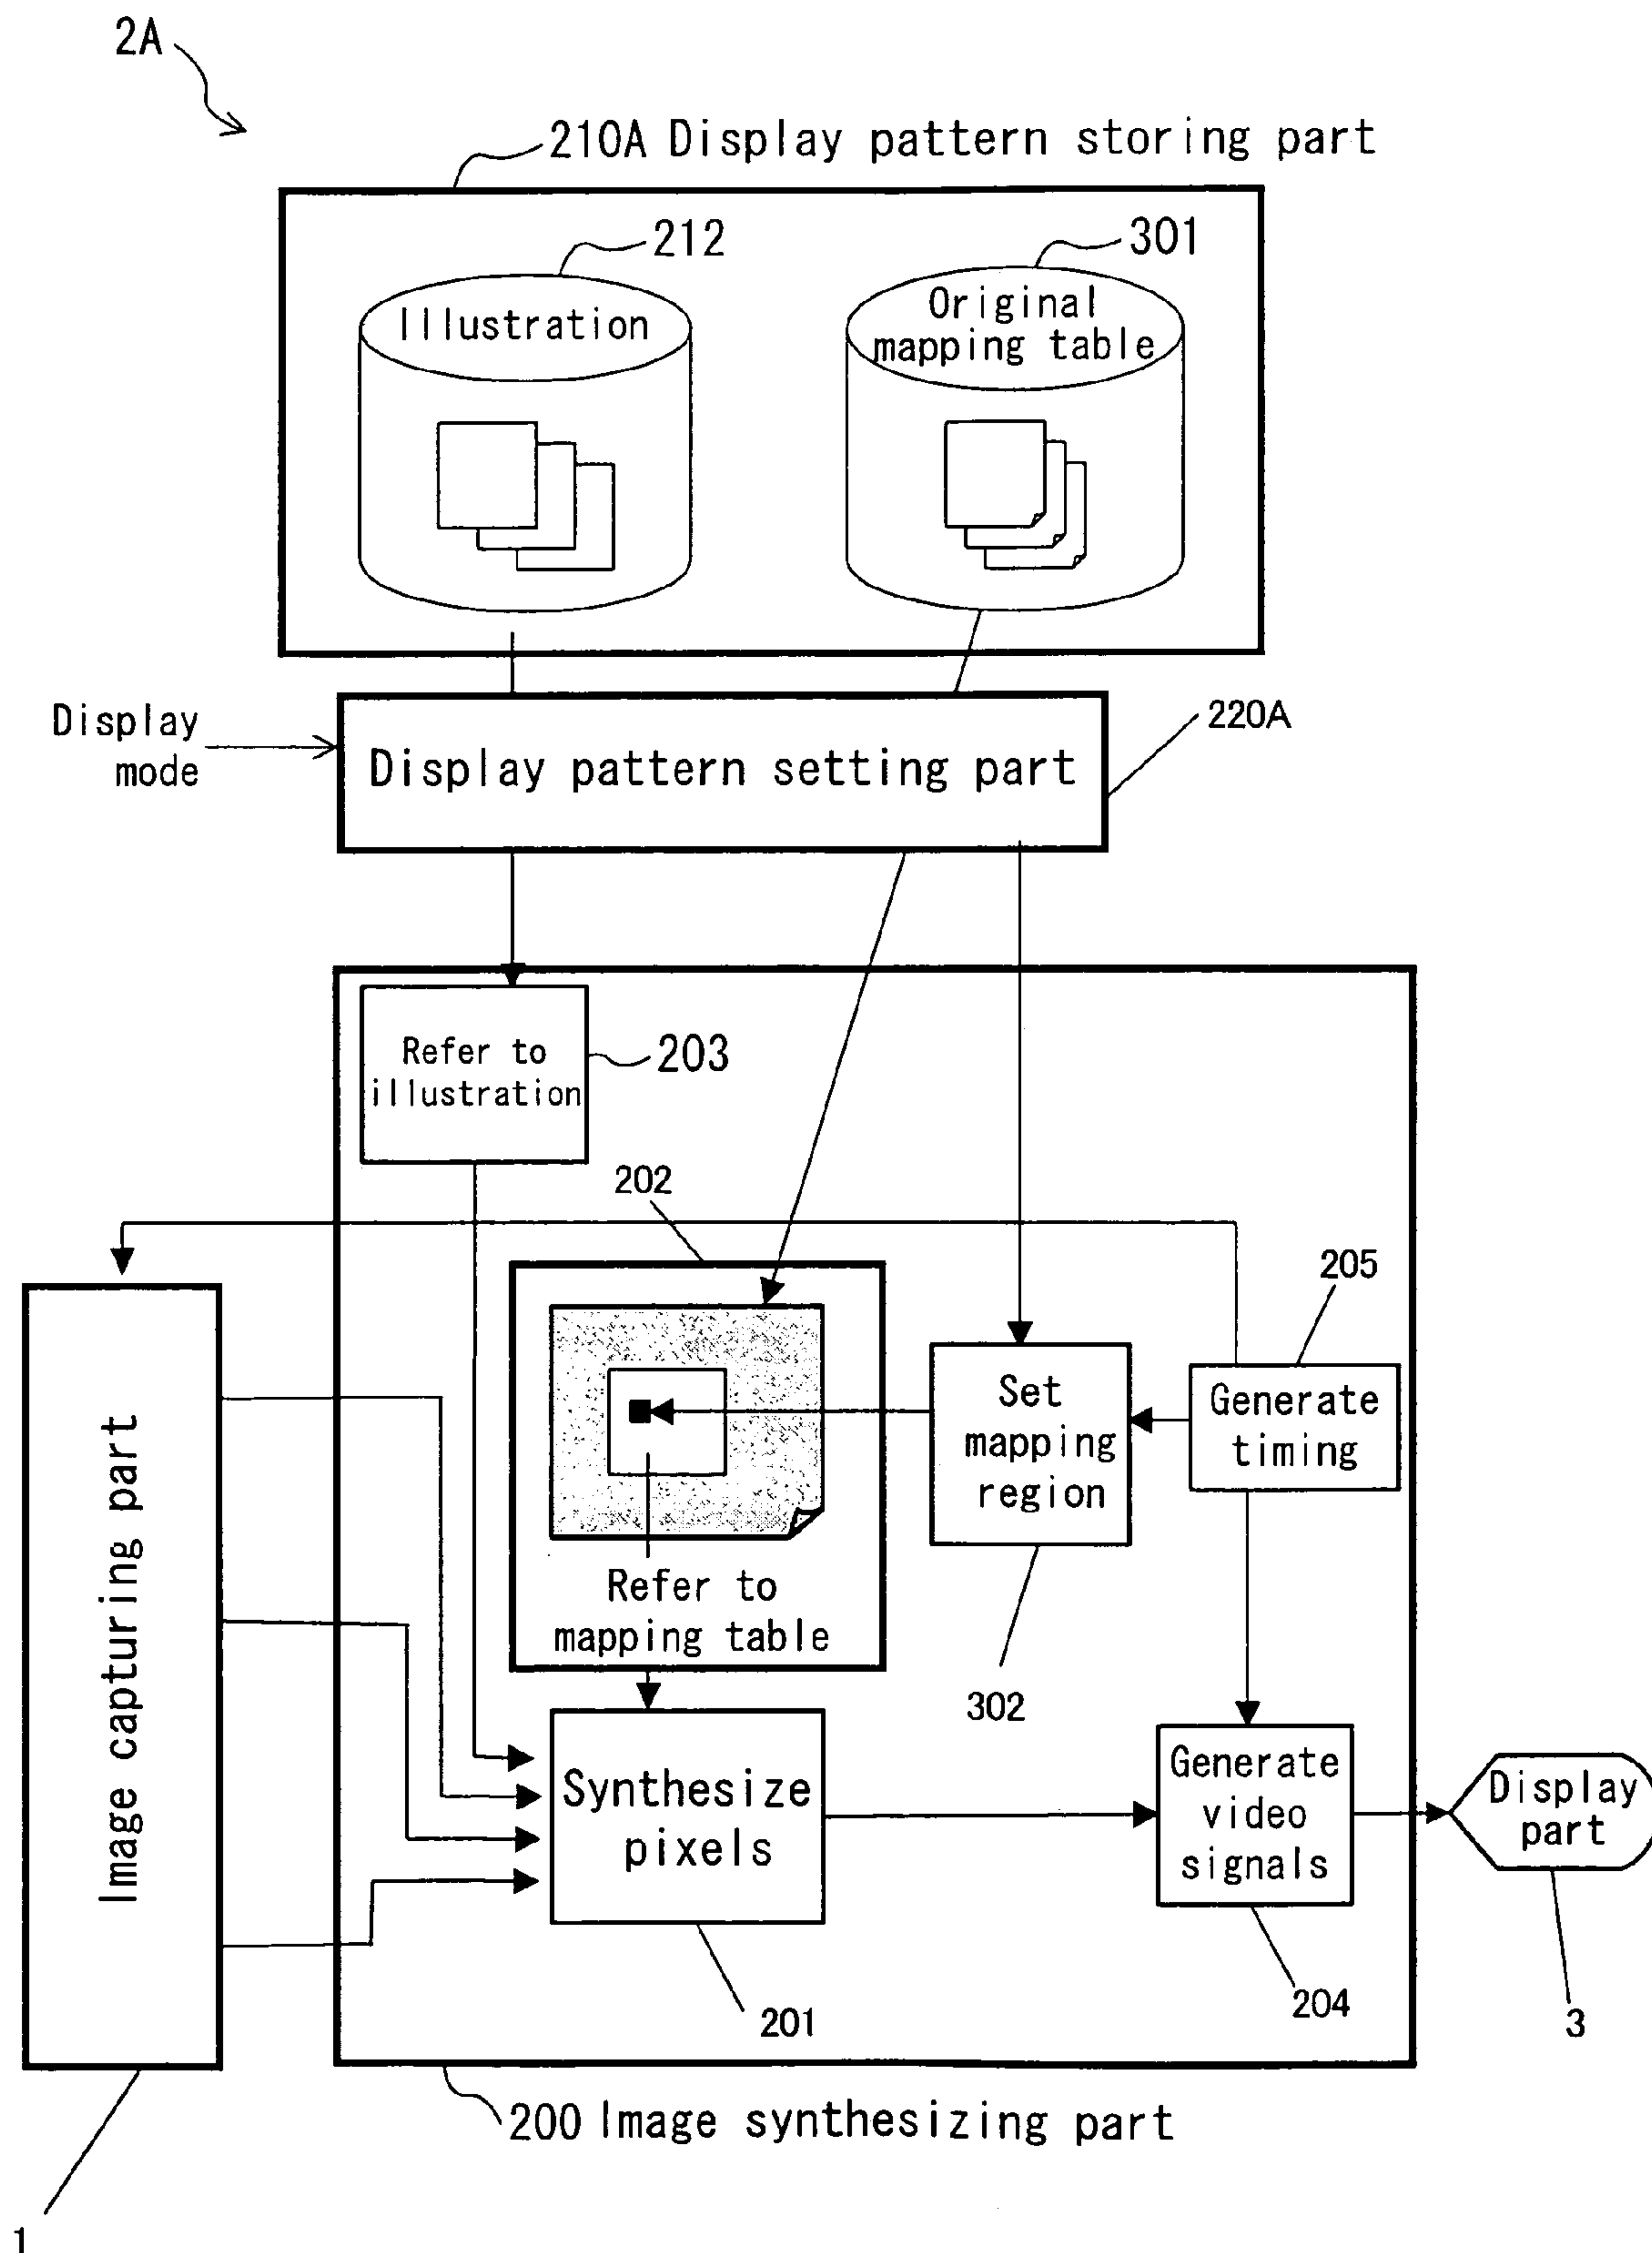 2A
210A Display pattern storing part
212
301
Illustration
Original
mapping table
Display
mode
220A
Display pattern setting part
Refer to
illustration
203
202
205
Set
mapping
region
Generate
timing
Image capturing part
Refer to
mapping table
302
Synthesize
pixels
Generate
video
signals
Display
part
201
204
3
200 Image synthesizing part
1